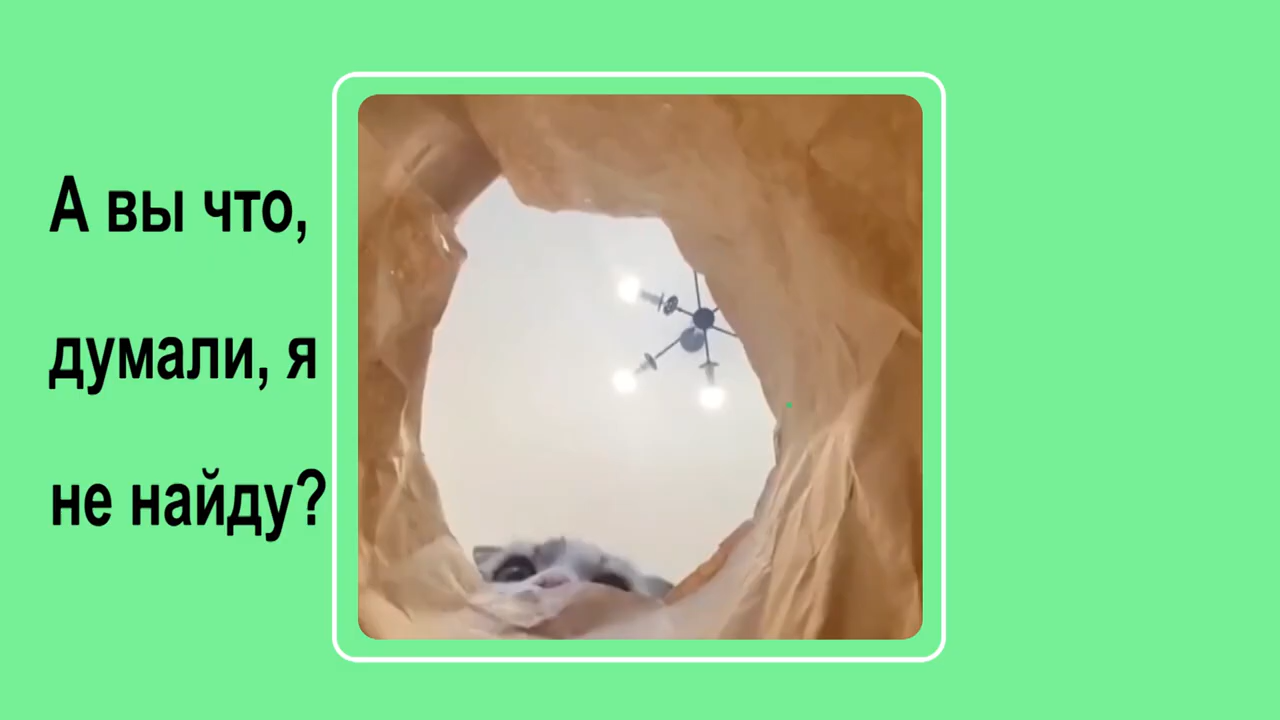 А вы что,
думали, я
не найду?